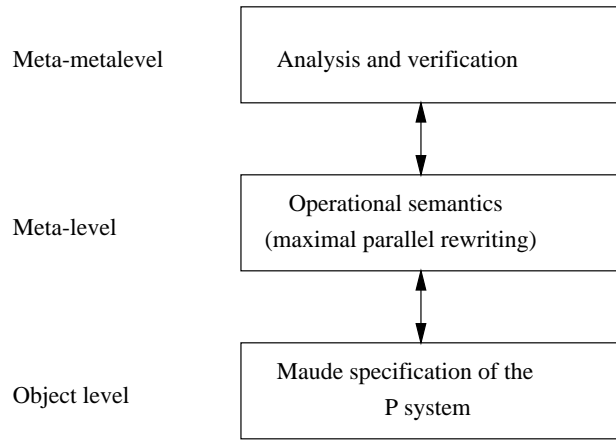 Meta-metalevel
Analysis and verification
Meta-level
Operational semantics
(maximal parallel rewriting)
Object level
Maude specification of the
P system